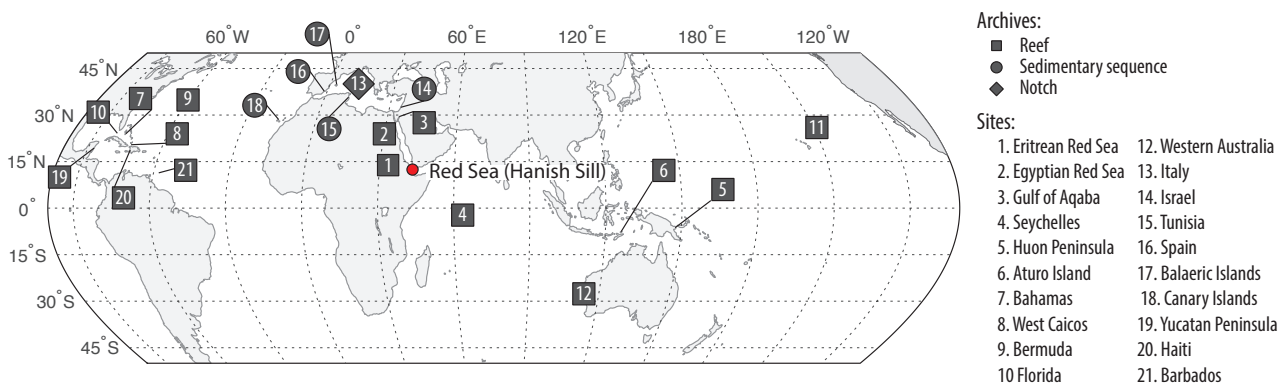 60°W 0° 60°E 120°E 180°E 120°W
45°N
30°N
15°N
0°
15°S
30°S
45°S
17
16
13
14
18
15
7
9
10
8
11
2
3
21
1
Red Sea (Hanish Sill)
6
19
20
4
5
12
Archives:
Reef
Sedimentary sequence
Notch
Sites:
1. Eritrean Red Sea
2. Egyptian Red Sea
3. Gulf of Aqaba
4. Seychelles
5. Huon Peninsula
6. Aturo Island
7. Bahamas
8. West Caicos
9. Bermuda
10 Florida
12. Western Australia
13. Italy
14. Israel
15. Tunisia
16. Spain
17. Balaeric Islands
18. Canary Islands
19. Yucatan Peninsula
20. Haiti
21. Barbados